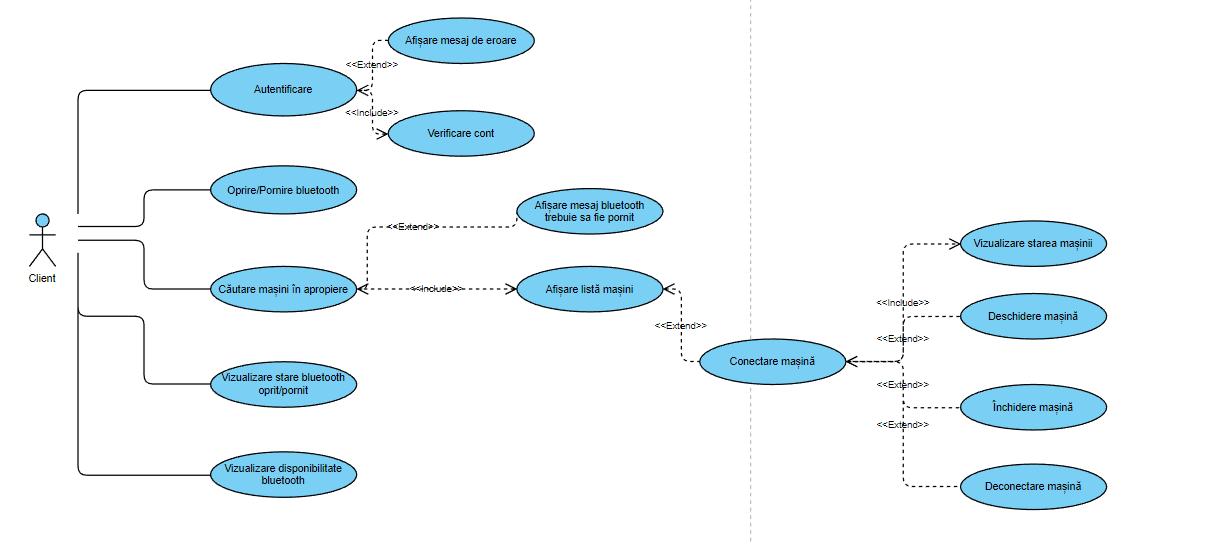 Afișare mesaj de eroare
<<Extend>>
Autentificare
<<Include>>
Verificare cont
Oprire/Pornire bluetooth
Afișare mesaj bluetooth
trebuie sa fie pornit
<<Extend>>
Client
Căutare mașini în apropiere
<<Include>>
Afișare listă mașini
Vizualizare starea mașinii
<<Include>>
Deschidere mașină
<<Extend>>
<<Extend>>
Conectare mașină
<<Extend>>
Vizualizare stare bluetooth
oprit/pornit
Închidere mașină
<<Extend>>
Vizualizare disponibilitate
bluetooth
Deconectare mașină